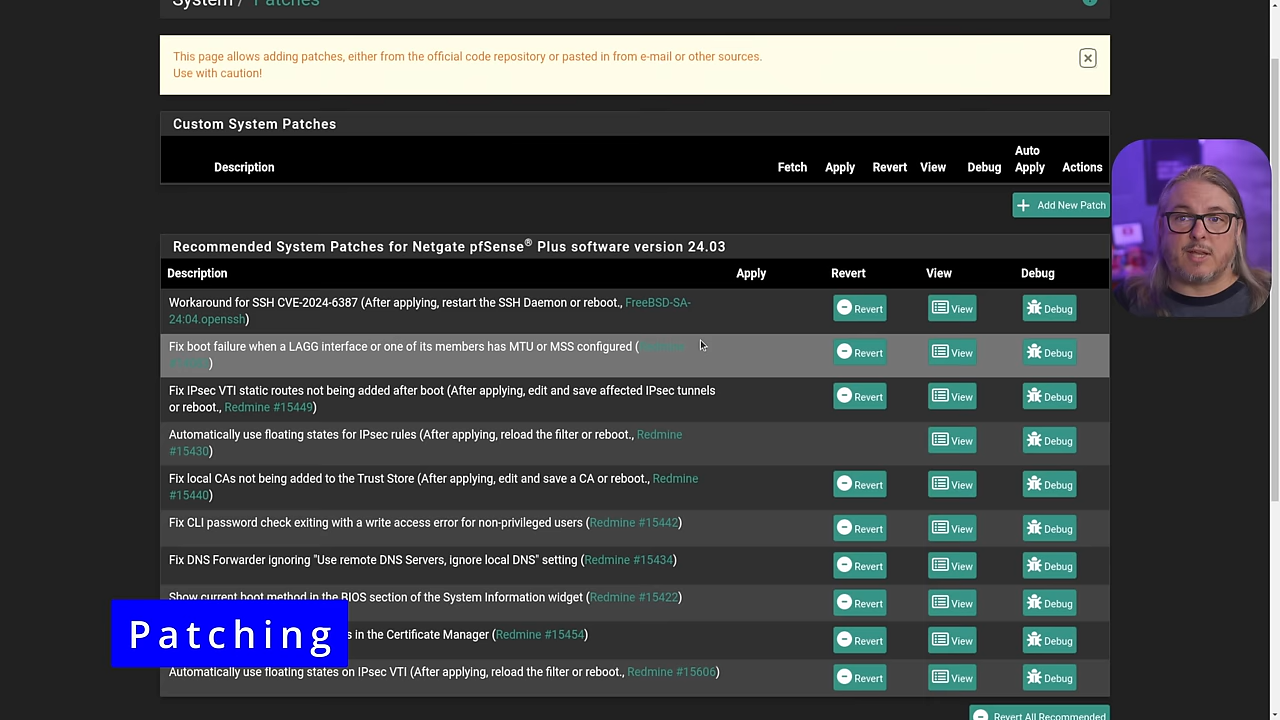 System / Patches
This page allows adding patches, either from the official code repository or pasted in from e-mail or other sources.
Use with caution!
Custom System Patches
Description Fetch Apply Revert View Debug Auto Apply Actions
Add New Patch
Recommended System Patches for Netgate pfSense® Plus software version 24.03
Description Apply Revert View Debug
Workaround for SSH CVE-2024-6387 (After applying, restart the SSH Daemon or reboot., FreeBSD-SA-
24:04.openssh) Revert View Debug
Fix boot failure when a LAGG interface or one of its members has MTU or MSS configured (Redmine
) Revert View Debug
Fix IPsec VTI static routes not being added after boot (After applying, edit and save affected IPsec tunnels
or reboot., Redmine #15449) Revert View Debug
Automatically use floating states for IPsec rules (After applying, reload the filter or reboot., Redmine
#15430) View Debug
Fix local CAs not being added to the Trust Store (After applying, edit and save a CA or reboot., Redmine
#15440) Revert View Debug
Fix CLI password check exiting with a write access error for non-privileged users (Redmine #15442) Revert View Debug
Fix DNS Forwarder ignoring "Use remote DNS Servers, ignore local DNS" setting (Redmine #15434) Revert View Debug
Show current boot method in the BIOS section of the System Information widget (Redmine #15422) Revert View Debug
s in the Certificate Manager (Redmine #15454) Revert View Debug
Automatically use floating states on IPsec VTI (After applying, reload the filter or reboot., Redmine #15606) Revert View Debug
Revert All Recommended
Patching